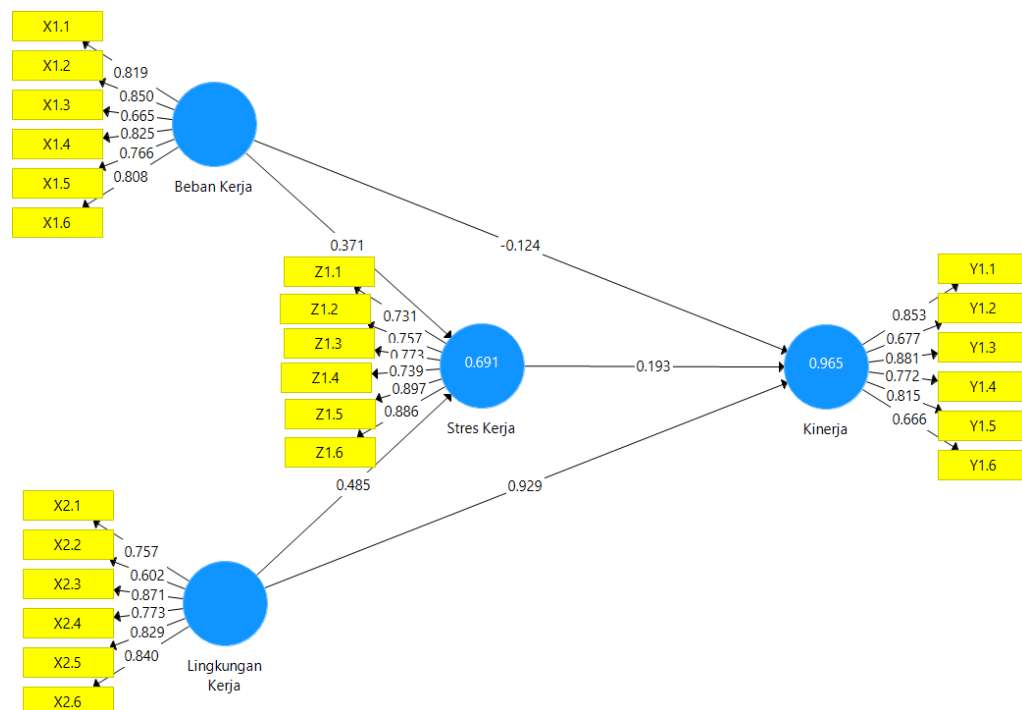 X1.1
X1.2
X1.3
X1.4
X1.5
X1.6
0.819
0.850
0.665
0.825
0.766
0.808
Beban Kerja
0.371
-0.124
Z1.1
Z1.2
Z1.3
Z1.4
Z1.5
Z1.6
0.731
0.757
0.773
0.739
0.897
0.886
0.691
Stres Kerja
0.193
0.965
Kinerja
0.853
0.677
0.881
0.772
0.815
0.666
Y1.1
Y1.2
Y1.3
Y1.4
Y1.5
Y1.6
0.485
0.929
X2.1
X2.2
X2.3
X2.4
X2.5
X2.6
0.757
0.602
0.871
0.773
0.829
0.840
Lingkungan
Kerja